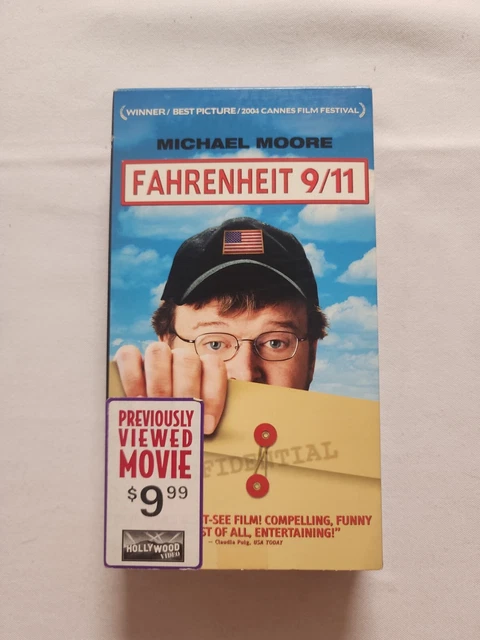 WINNER/ BEST PICTURE/ 2004 CANNES FILM FESTIVAL
MICHAEL MOORE
FAHRENHEIT 9/11
FIDENTIAL
PREVIOUSLY
VIEWED
MOVIE
$9.99
HOLLYWOOD
VIDEO
T-SEE FILM! COMPELLING, FUNNY
ST OF ALL, ENTERTAINING!"
– Claudia Puig, USA TODAY